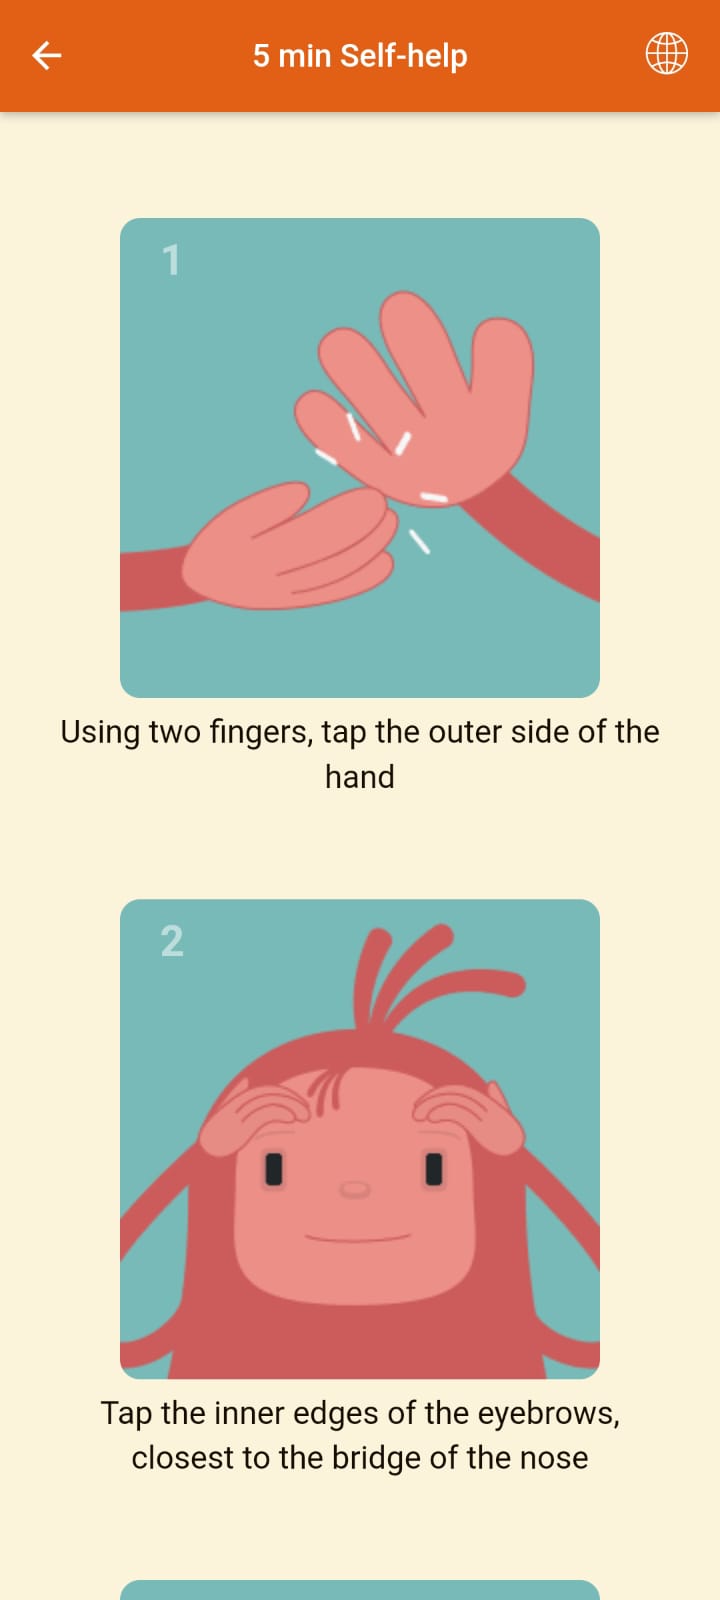 5 min Self-help
1
Using two fingers, tap the outer side of the
hand
2
Tap the inner edges of the eyebrows,
closest to the bridge of the nose